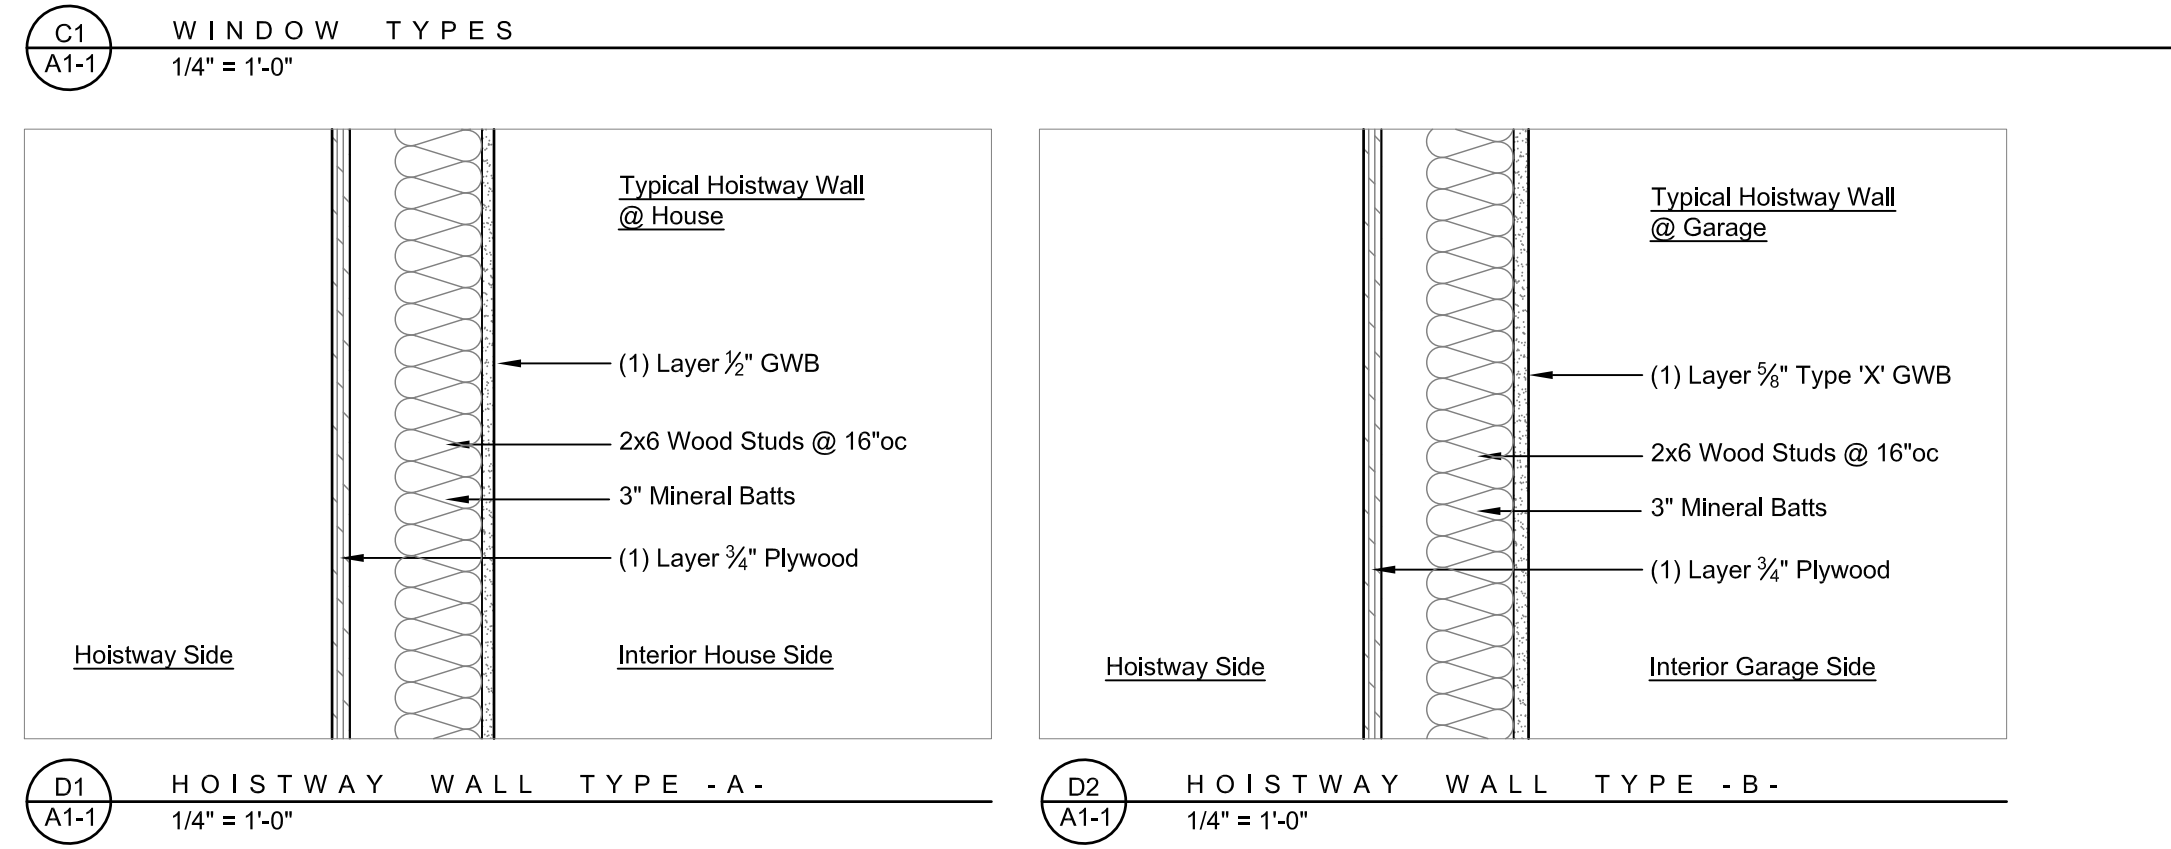 C1
A1-1
WINDOW TYPES
1/4" = 1'-0"
Typical Hoistway Wall
@ House
(1) Layer ½" GWB
2x6 Wood Studs @ 16"oc
3" Mineral Batts
(1) Layer ¾" Plywood
Hoistway Side
Interior House Side
Typical Hoistway Wall
@ Garage
(1) Layer ⅝" Type 'X' GWB
2x6 Wood Studs @ 16"oc
3" Mineral Batts
(1) Layer ¾" Plywood
Hoistway Side
Interior Garage Side
D1
A1-1
HOISTWAY WALL TYPE -A-
1/4" = 1'-0"
D2
A1-1
HOISTWAY WALL TYPE -B-
1/4" = 1'-0"